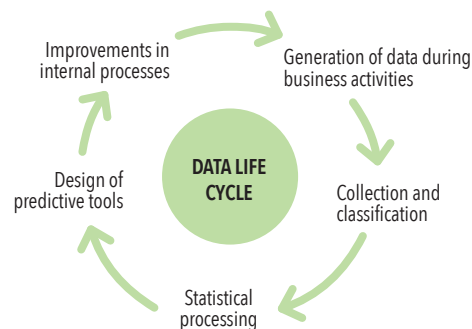 Improvements in
internal processes
Generation of data during
business activities
Design of
predictive tools
DATA LIFE
CYCLE
Collection and
classification
Statistical
processing